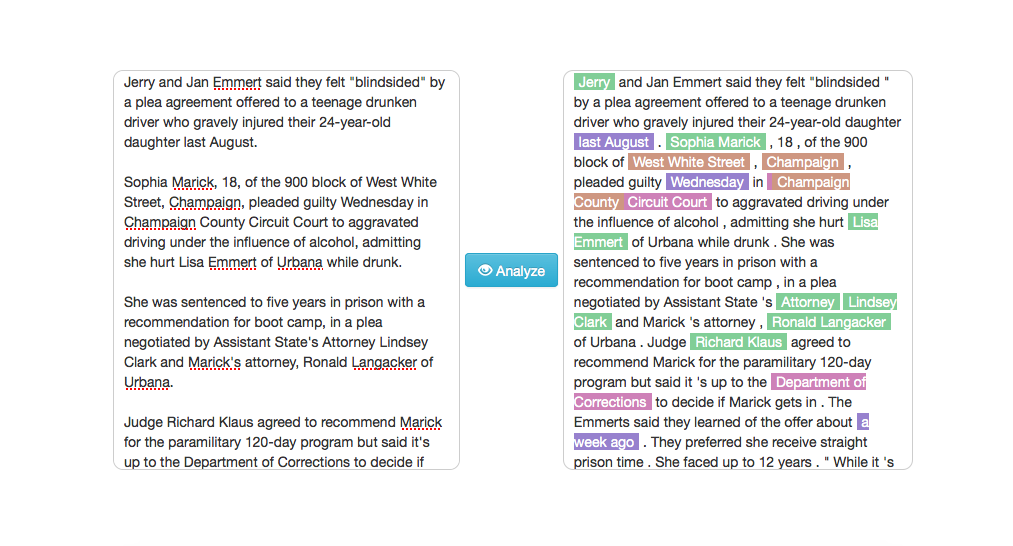 Jerry and Jan Emmert said they felt "blindsided" by
a plea agreement offered to a teenage drunken
driver who gravely injured their 24-year-old
daughter last August.
Sophia Marick, 18, of the 900 block of West White
Street, Champaign, pleaded guilty Wednesday in
Champaign County Circuit Court to aggravated
driving under the influence of alcohol, admitting
she hurt Lisa Emmert of Urbana while drunk.
She was sentenced to five years in prison with a
recommendation for boot camp, in a plea
negotiated by Assistant State's Attorney Lindsey
Clark and Marick's attorney, Ronald Langacker of
Urbana.
Judge Richard Klaus agreed to recommend Marick
for the paramilitary 120-day program but said it's
up to the Department of Corrections to decide if
Analyze
Jerry and Jan Emmert said they felt "blindsided "
by a plea agreement offered to a teenage drunken
driver who gravely injured their 24-year-old daughter
last August . Sophia Marick , 18 , of the 900
block of West White Street , Champaign ,
pleaded guilty Wednesday in Champaign
County Circuit Court to aggravated driving under
the influence of alcohol , admitting she hurt Lisa
Emmert of Urbana while drunk . She was
sentenced to five years in prison with a
recommendation for boot camp , in a plea
negotiated by Assistant State 's Attorney Lindsey
Clark and Marick 's attorney , Ronald Langacker
of Urbana . Judge Richard Klaus agreed to
recommend Marick for the paramilitary 120-day
program but said it 's up to the Department of
Corrections to decide if Marick gets in . The
Emmerts said they learned of the offer about a
week ago . They preferred she receive straight
prison time . She faced up to 12 years . " While it 's